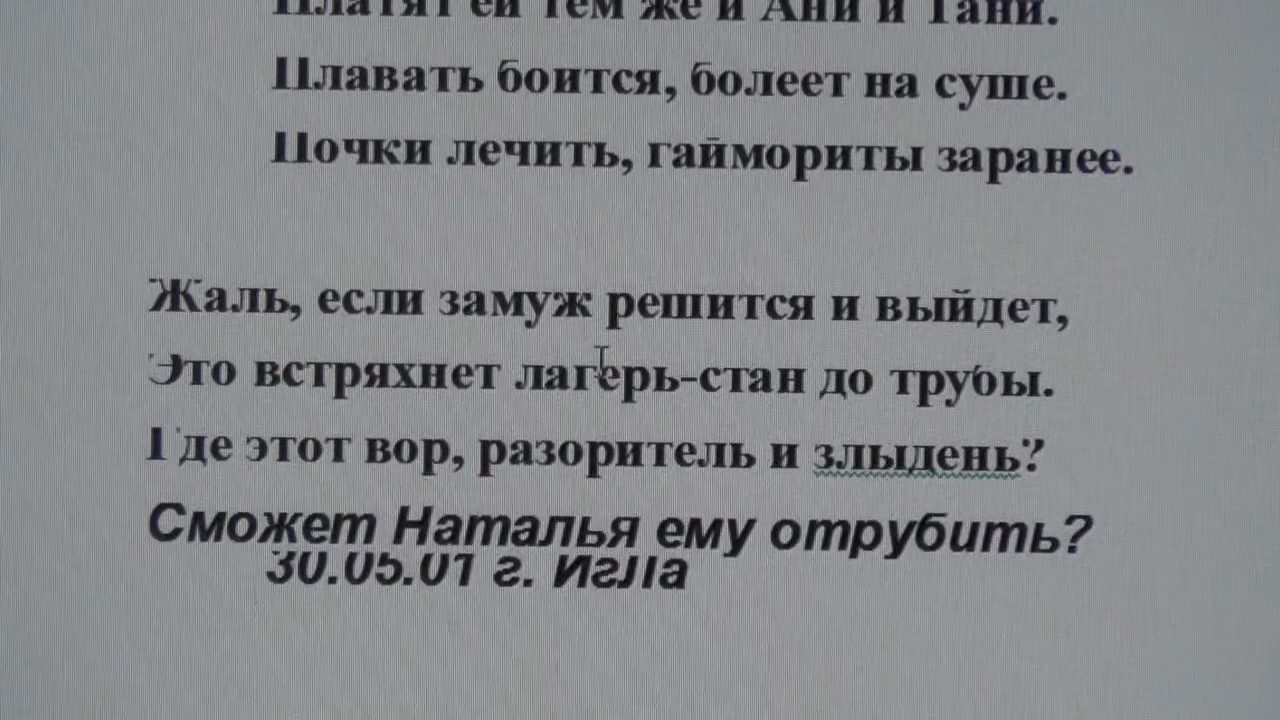 Платят ей тем же и Ани и Тани.
Плавать боится, болеет на суше.
Почки лечить, гаймориты заранее.
Жаль, если замуж решится и выйдет,
Это встряхнет лагерь-стан до трубы.
Где этот вор, разоритель и злыдень?
Сможет Наталья ему отрубить?
30.05.01 г. ИгЛа